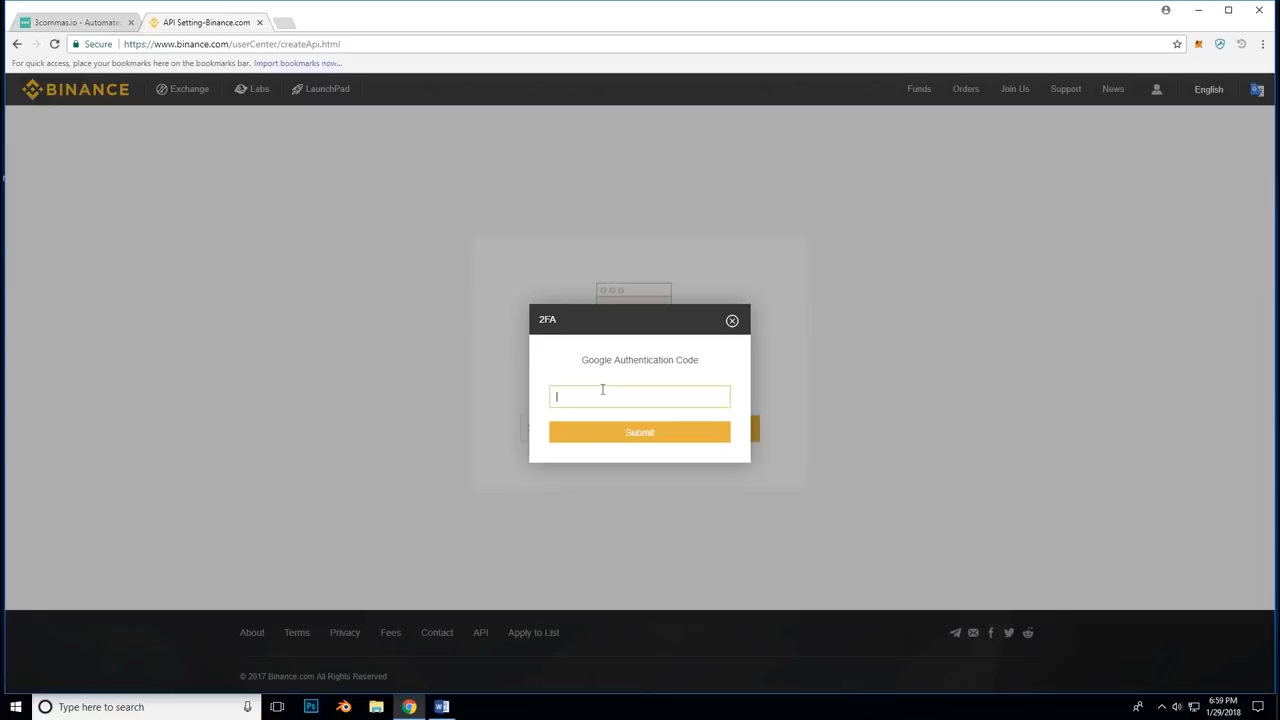 3commas.io - Automate
API Setting-Binance.com
Secure https://www.binance.com/userCenter/createApi.html
For quick access, place your bookmarks here on the bookmarks bar. Import bookmarks now...
BINANCE Exchange Labs LaunchPad Funds Orders Join Us Support News English
2FA
Google Authentication Code
Submit
About Terms Privacy Fees Contact API Apply to List
© 2017 Binance.com All Rights Reserved
Type here to search
6:59 PM
1/29/2018